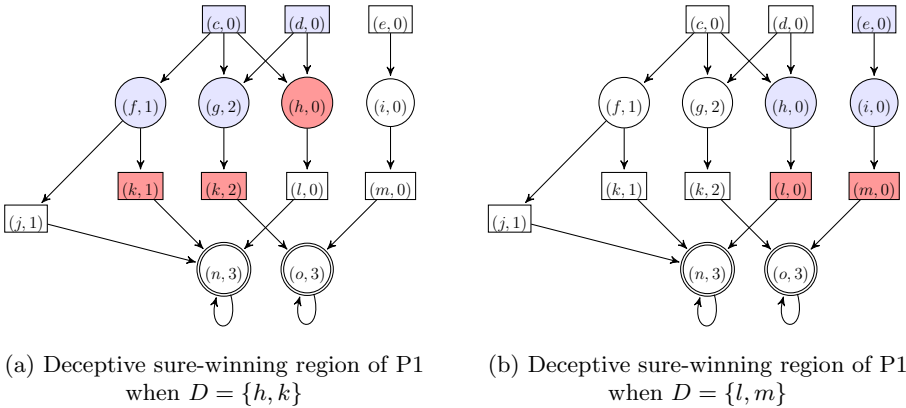 (c, 0) (d, 0) (e, 0)
(f, 1) (g, 2) (h, 0) (i, 0)
(k, 1) (k, 2) (l, 0) (m, 0)
(j, 1)
(n, 3) (o, 3)
(a) Deceptive sure-winning region of P1
when D = {h, k}
(c, 0) (d, 0) (e, 0)
(f, 1) (g, 2) (h, 0) (i, 0)
(k, 1) (k, 2) (l, 0) (m, 0)
(j, 1)
(n, 3) (o, 3)
(b) Deceptive sure-winning region of P1
when D = {l, m}